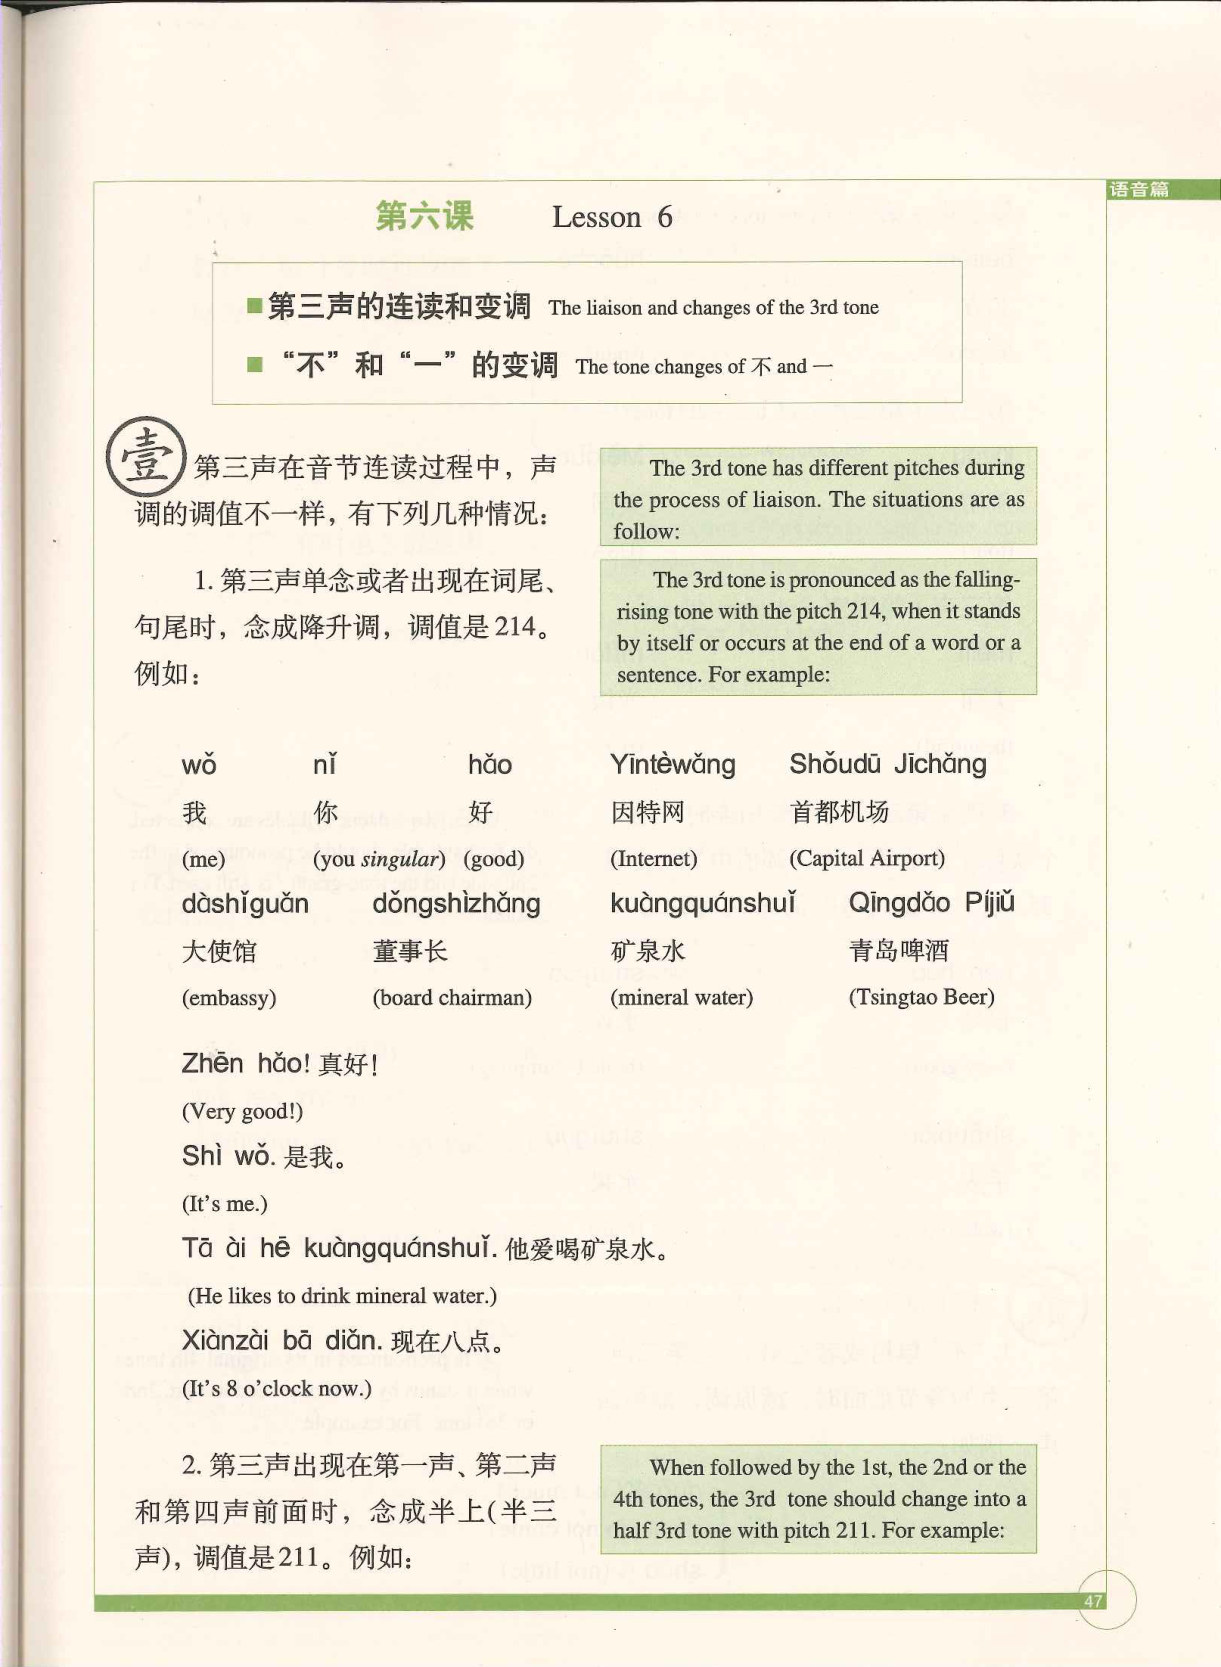 语音篇
第六课 Lesson 6
■第三声的连读和变调 The liaison and changes of the 3rd tone
■“不”和“一”的变调 The tone changes of 不 and 一
壹
第三声在音节连读过程中，声
调的调值不一样，有下列几种情况：
The 3rd tone has different pitches during
the process of liaison. The situations are as
follow:
1. 第三声单念或者出现在词尾、
句尾时，念成降升调，调值是214。
例如：
The 3rd tone is pronounced as the falling-
rising tone with the pitch 214, when it stands
by itself or occurs at the end of a word or a
sentence. For example:
wǒ nǐ hǎo Yīntèwǎng Shǒudū Jīchǎng
我 你 好 因特网 首都机场
(me) (you singular) (good) (Internet) (Capital Airport)
dàshǐguǎn dǒngshìzhǎng kuàngquánshuǐ Qīngdǎo Píjiǔ
大使馆 董事长 矿泉水 青岛啤酒
(embassy) (board chairman) (mineral water) (Tsingtao Beer)
Zhēn hǎo! 真好！
(Very good!)
Shì wǒ. 是我。
(It's me.)
Tā ài hē kuàngquánshuǐ. 他爱喝矿泉水。
(He likes to drink mineral water.)
Xiànzài bā diǎn. 现在八点。
(It's 8 o'clock now.)
2. 第三声出现在第一声、第二声
和第四声前面时，念成半上(半三
声)，调值是211。例如：
When followed by the 1st, the 2nd or the
4th tones, the 3rd tone should change into a
half 3rd tone with pitch 211. For example:
47